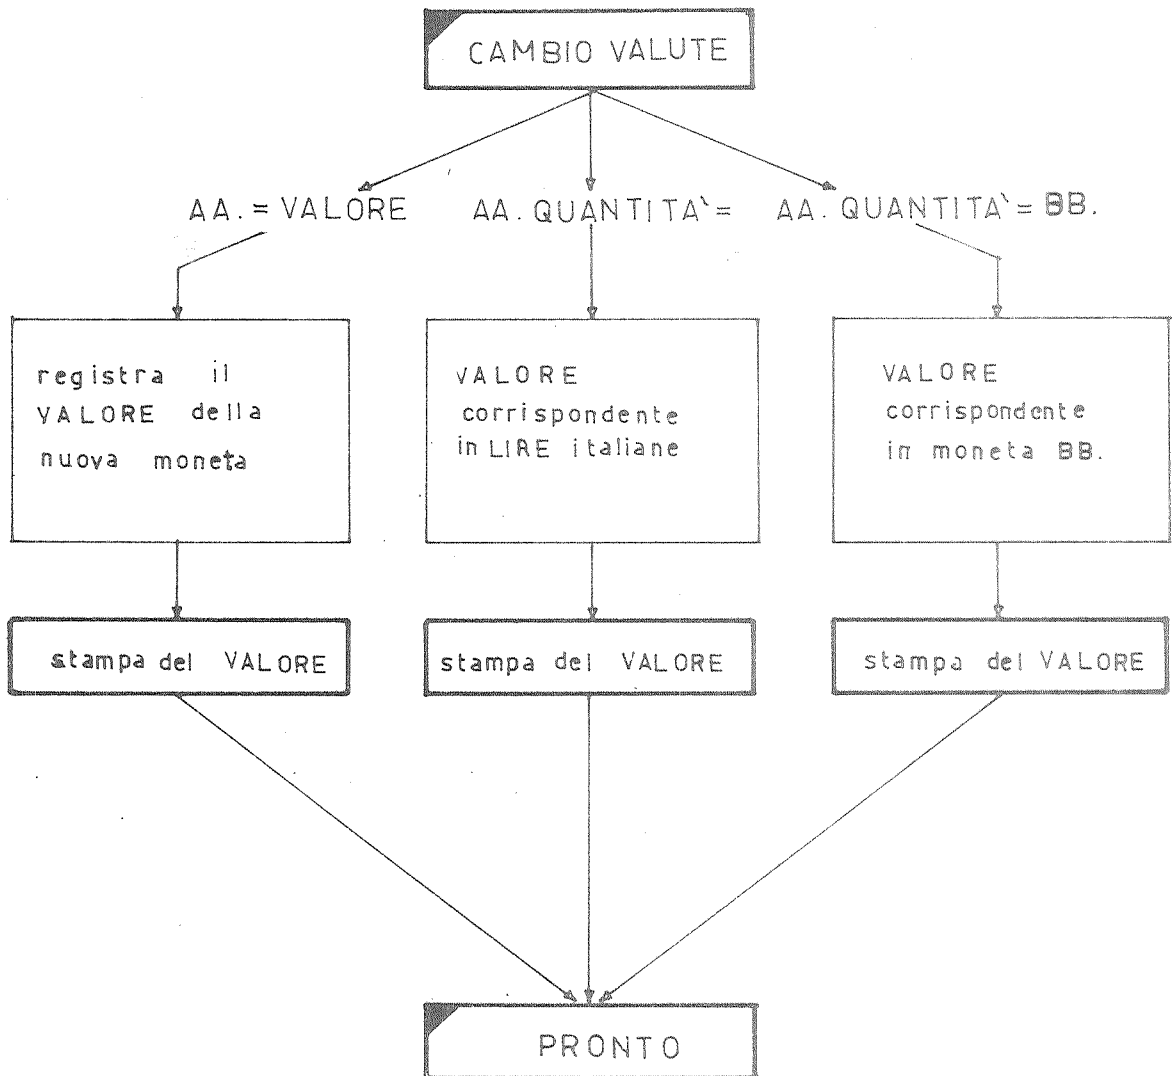 CAMBIO VALUTE
AA. = VALORE
AA. QUANTITA` =
AA. QUANTITA` = BB.
registra il
VALORE della
nuova moneta
VALORE
corrispondente
in LIRE italiane
VALORE
corrispondente
in moneta BB.
stampa del VALORE
stampa del VALORE
stampa del VALORE
PRONTO